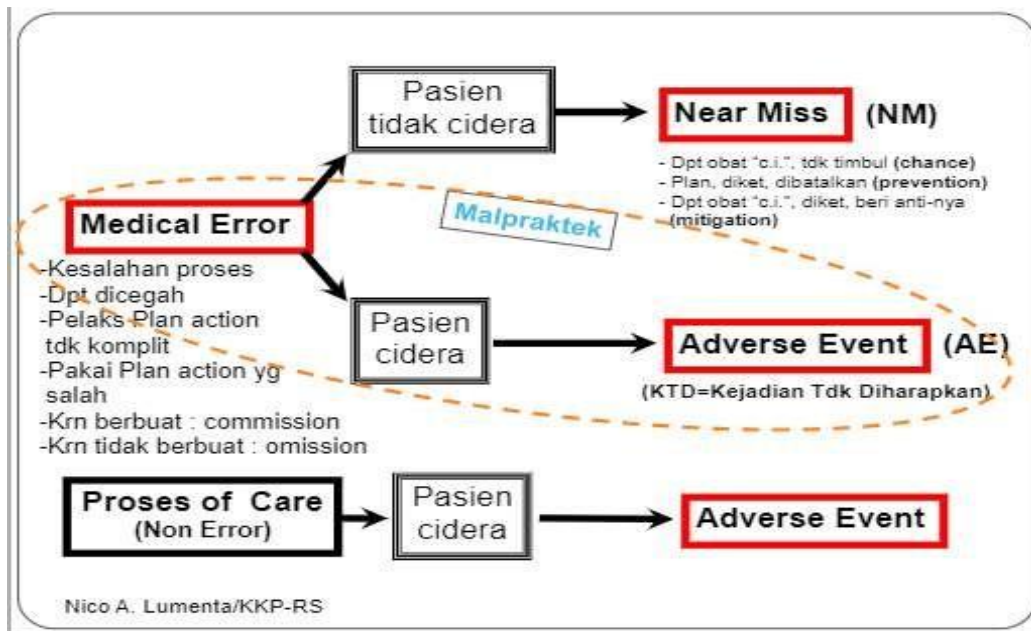 Pasien
tidak cidera
Near Miss (NM)
- Dpt obat "c.i.", tdk timbul (chance)
- Plan, diket, dibatalkan (prevention)
- Dpt obat "c.i.", diket, beri anti-nya
(mitigation)
Malpraktek
Medical Error
-Kesalahan proses
-Dpt dicegah
-Pelaks Plan action
tdk komplit
-Pakai Plan action yg
salah
-Krn berbuat : commission
-Krn tidak berbuat : omission
Pasien
cidera
Adverse Event (AE)
(KTD=Kejadian Tdk Diharapkan)
Proses of Care
(Non Error)
Pasien
cidera
Adverse Event
Nico A. Lumenta/KKP-RS